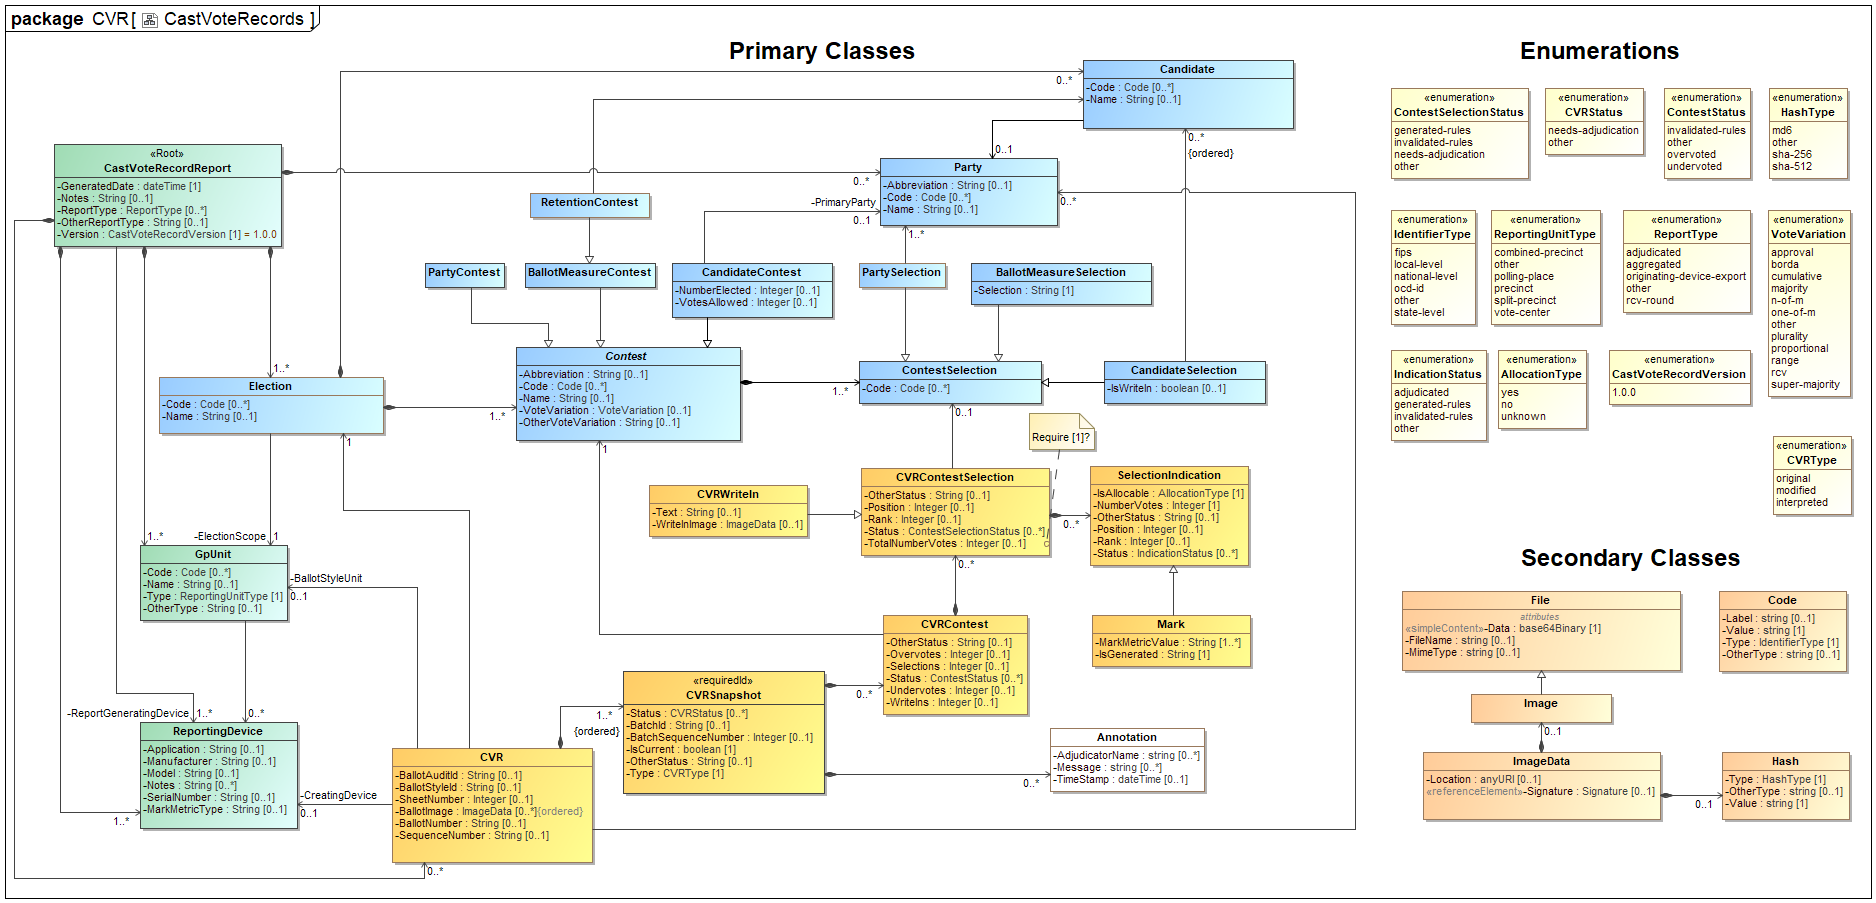 package CVR[ CastVoteRecords ]
Primary Classes
Enumerations
Candidate
-Code : Code [0..*]
-Name : String [0..1]
0..*
0..*
{ordered}
0..1
«Root»
CastVoteRecordReport
-GeneratedDate : dateTime [1]
-Notes : String [0..1]
-ReportType : ReportType [0..*]
-OtherReportType : String [0..1]
-Version : CastVoteRecordVersion [1] = 1.0.0
Party
-Abbreviation : String [0..1]
-Code : Code [0..*]
-Name : String [0..1]
0..*
0..*
-PrimaryParty
0..1
1..*
RetentionContest
PartyContest
BallotMeasureContest
CandidateContest
-NumberElected : Integer [0..1]
-VotesAllowed : Integer [0..1]
PartySelection
BallotMeasureSelection
-Selection : String [1]
1..*
Election
-Code : Code [0..*]
-Name : String [0..1]
1..*
1
Contest
-Abbreviation : String [0..1]
-Code : Code [0..*]
-Name : String [0..1]
-VoteVariation : VoteVariation [0..1]
-OtherVoteVariation : String [0..1]
1
1..*
ContestSelection
-Code : Code [0..*]
0..1
CandidateSelection
-IsWriteIn : boolean [0..1]
Require [1]?
CVRWriteIn
-Text : String [0..1]
-WriteInImage : ImageData [0..1]
CVRContestSelection
-OtherStatus : String [0..1]
-Position : Integer [0..1]
-Rank : Integer [0..1]
-Status : ContestSelectionStatus [0..*]
-TotalNumberVotes : Integer [0..1]
0..*
0..*
SelectionIndication
-IsAllocable : AllocationType [1]
-NumberVotes : Integer [1]
-OtherStatus : String [0..1]
-Position : Integer [0..1]
-Rank : Integer [0..1]
-Status : IndicationStatus [0..*]
1..*
-ElectionScope
1
GpUnit
-Code : Code [0..*]
-Name : String [0..1]
-Type : ReportingUnitType [1]
-OtherType : String [0..1]
-BallotStyleUnit
0..1
CVRContest
-OtherStatus : String [0..1]
-Overvotes : Integer [0..1]
-Selections : Integer [0..1]
-Status : ContestStatus [0..*]
-Undervotes : Integer [0..1]
-WriteIns : Integer [0..1]
Mark
-MarkMetricValue : String [1..*]
-IsGenerated : String [1]
«requiredId»
CVRSnapshot
-Status : CVRStatus [0..*]
-BatchId : String [0..1]
-BatchSequenceNumber : Integer [0..1]
-IsCurrent : boolean [1]
-OtherStatus : String [0..1]
-Type : CVRType [1]
0..*
0..*
1..*
{ordered}
Annotation
-AdjudicatorName : string [0..*]
-Message : string [0..*]
-TimeStamp : dateTime [0..1]
-ReportGeneratingDevice
1..*
0..*
ReportingDevice
-Application : String [0..1]
-Manufacturer : String [0..1]
-Model : String [0..1]
-Notes : String [0..*]
-SerialNumber : String [0..1]
-MarkMetricType : String [0..1]
1..*
-CreatingDevice
0..1
CVR
-BallotAuditId : String [0..1]
-BallotStyleId : String [0..1]
-SheetNumber : Integer [0..1]
-BallotImage : ImageData [0..*]{ordered}
-BallotNumber : String [0..1]
-SequenceNumber : String [0..1]
0..*
«enumeration»
ContestSelectionStatus
generated-rules
invalidated-rules
needs-adjudication
other
«enumeration»
CVRStatus
needs-adjudication
other
«enumeration»
ContestStatus
invalidated-rules
other
overvoted
undervoted
«enumeration»
HashType
md6
other
sha-256
sha-512
«enumeration»
IdentifierType
fips
local-level
national-level
ocd-id
other
state-level
«enumeration»
ReportingUnitType
combined-precinct
other
polling-place
precinct
split-precinct
vote-center
«enumeration»
ReportType
adjudicated
aggregated
originating-device-export
other
rcv-round
«enumeration»
VoteVariation
approval
borda
cumulative
majority
n-of-m
one-of-m
other
plurality
proportional
range
rcv
super-majority
«enumeration»
IndicationStatus
adjudicated
generated-rules
invalidated-rules
other
«enumeration»
AllocationType
yes
no
unknown
«enumeration»
CastVoteRecordVersion
1.0.0
«enumeration»
CVRType
original
modified
interpreted
Secondary Classes
File
attributes
«simpleContent»-Data : base64Binary [1]
-FileName : string [0..1]
-MimeType : string [0..1]
Code
-Label : string [0..1]
-Value : string [1]
-Type : IdentifierType [1]
-OtherType : string [0..1]
Image
0..1
ImageData
-Location : anyURI [0..1]
«referenceElement»-Signature : Signature [0..1]
0..1
Hash
-Type : HashType [1]
-OtherType : string [0..1]
-Value : string [1]